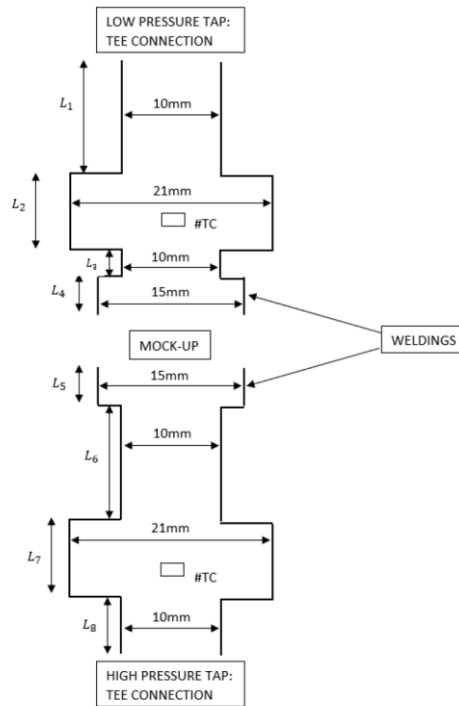 LOW PRESSURE TAP:
TEE CONNECTION
L₁
10mm
L₂
21mm
#TC
L₃
10mm
L₄
15mm
MOCK-UP
WELDINGS
L₅
15mm
L₆
10mm
L₇
21mm
#TC
L₈
10mm
HIGH PRESSURE TAP:
TEE CONNECTION